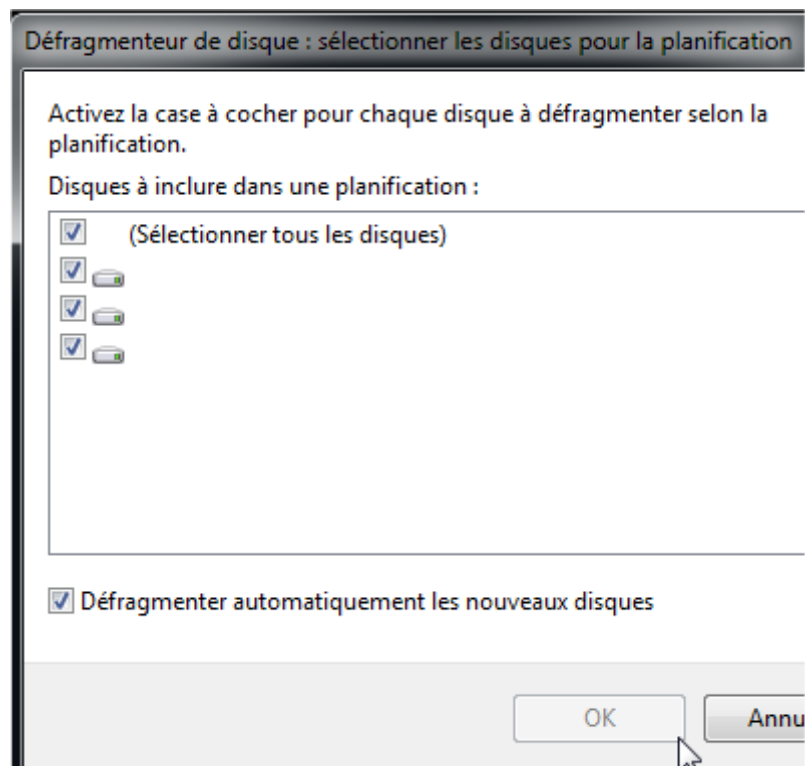 Défragmenteur de disque : sélectionner les disques pour la planification
Activez la case à cocher pour chaque disque à défragmenter selon la
planification.
Disques à inclure dans une planification :
(Sélectionner tous les disques)
Défragmenter automatiquement les nouveaux disques
OK
Annu